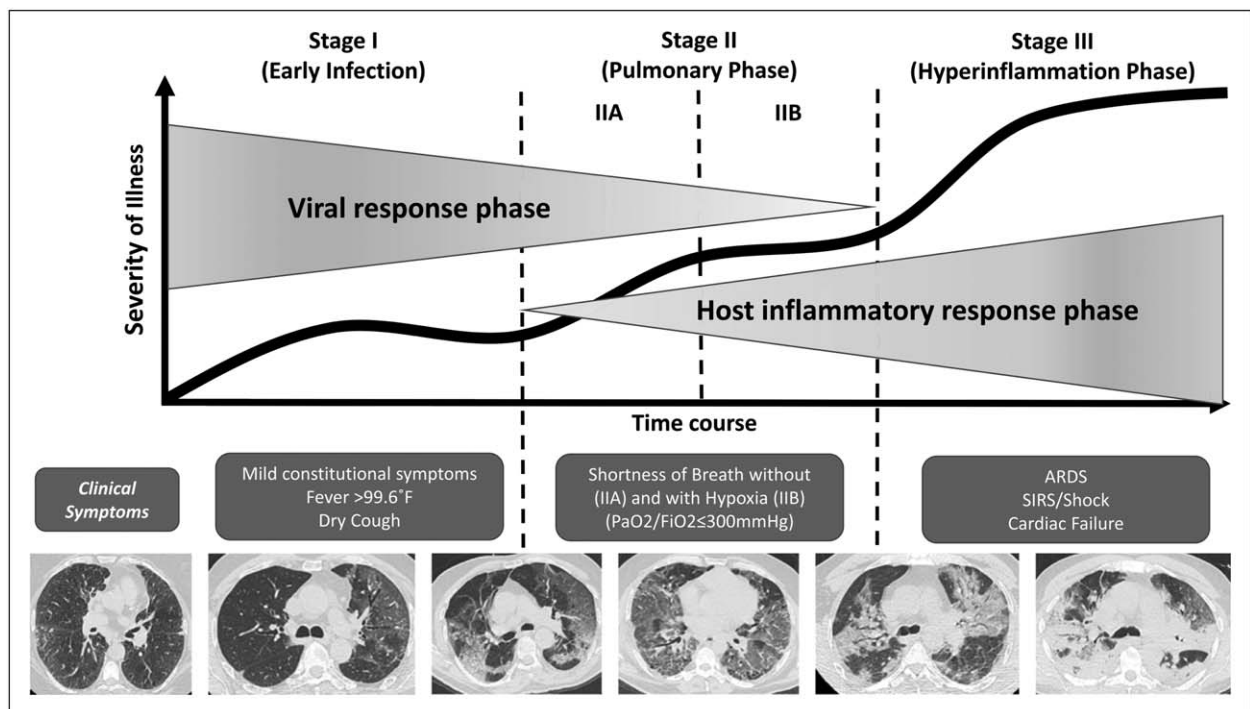 Stage I
(Early Infection)
Stage II
(Pulmonary Phase)
Stage III
(Hyperinflammation Phase)
IIA
IIB
Severity of Illness
Viral response phase
Host inflammatory response phase
Time course
Clinical
Symptoms
Mild constitutional symptoms
Fever >99.6°F
Dry Cough
Shortness of Breath without
(IIA) and with Hypoxia (IIB)
(PaO2/FiO2≤300mmHg)
ARDS
SIRS/Shock
Cardiac Failure